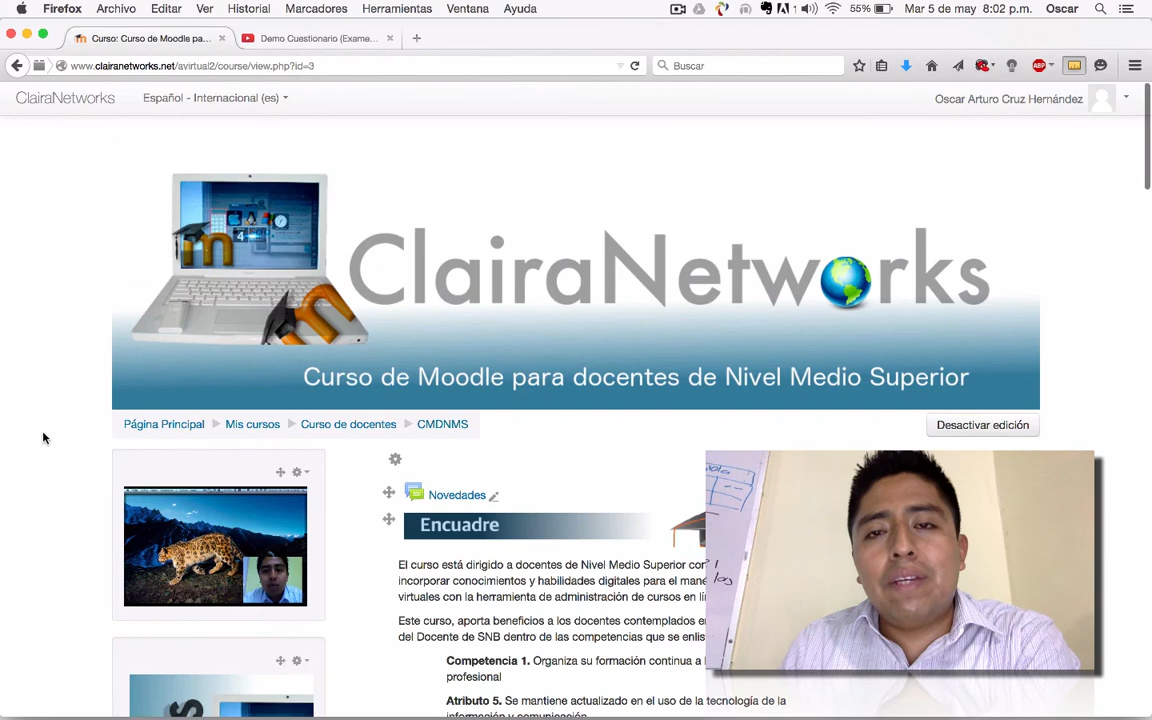 Firefox Archivo Editar Ver Historial Marcadores Herramientas Ventana Ayuda 1 55% Mar 5 de may 8:02 p.m. Oscar
Curso: Curso de Moodle pa... Demo Cuestionario (Exame...
www.clairanetworks.net/avirtual2/course/view.php?id=3 Buscar ABP
ClairaNetworks Español - Internacional (es) Oscar Arturo Cruz Hernández
ClairaNetworks
Curso de Moodle para docentes de Nivel Medio Superior
Página Principal Mis cursos Curso de docentes CMDNMS Desactivar edición
Novedades
Encuadre
El curso está dirigido a docentes de Nivel Medio Superior con
incorporar conocimientos y habilidades digitales para el mane
virtuales con la herramienta de administración de cursos en lín
Este curso, aporta beneficios a los docentes contemplados en
del Docente de SNB dentro de las competencias que se enlis
Competencia 1. Organiza su formación continua a l
profesional
Atributo 5. Se mantiene actualizado en el uso de la tecnología de la
información y comunicación.